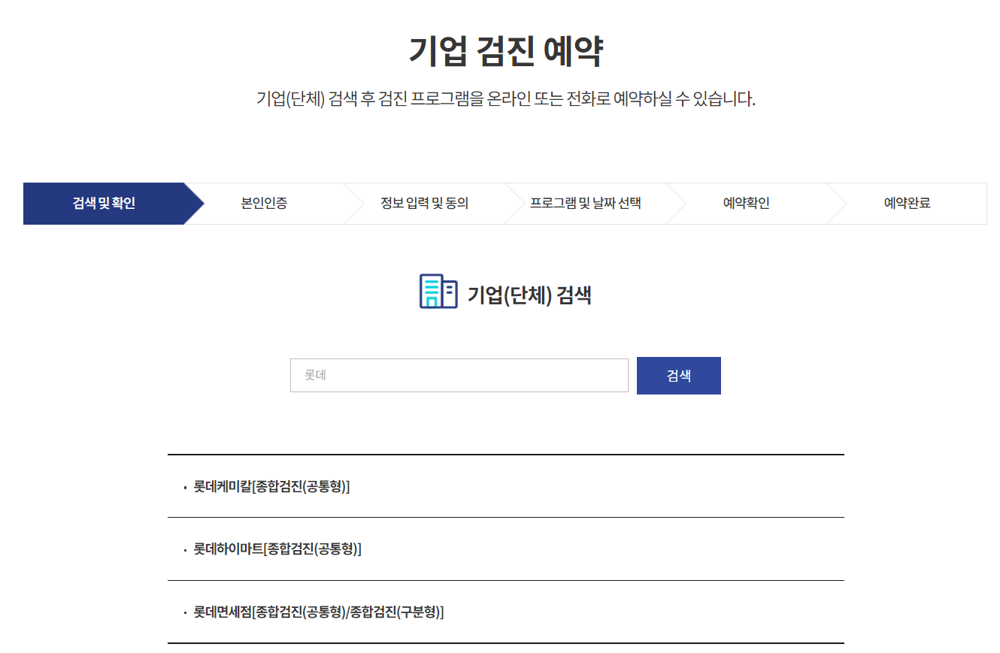 기업 검진 예약
기업(단체) 검색 후 검진 프로그램을 온라인 또는 전화로 예약하실 수 있습니다.
검색 및 확인
본인인증
정보 입력 및 동의
프로그램 및 날짜 선택
예약확인
예약완료
기업(단체) 검색
롯데
검색
· 롯데케미칼[종합검진(공통형)]
· 롯데하이마트[종합검진(공통형)]
· 롯데면세점[종합검진(공통형)/종합검진(구분형)]